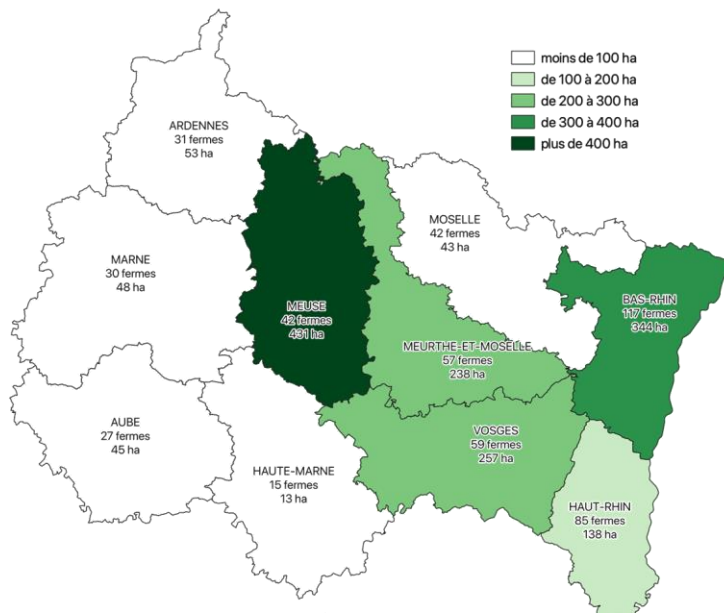 moins de 100 ha
de 100 à 200 ha
de 200 à 300 ha
de 300 à 400 ha
plus de 400 ha
ARDENNES
31 fermes
53 ha
MOSELLE
42 fermes
43 ha
MARNE
30 fermes
48 ha
MEUSE
42 fermes
431 ha
BAS-RHIN
117 fermes
344 ha
MEURTHE-ET-MOSELLE
57 fermes
238 ha
AUBE
27 fermes
45 ha
VOSGES
59 fermes
257 ha
HAUTE-MARNE
15 fermes
13 ha
HAUT-RHIN
85 fermes
138 ha